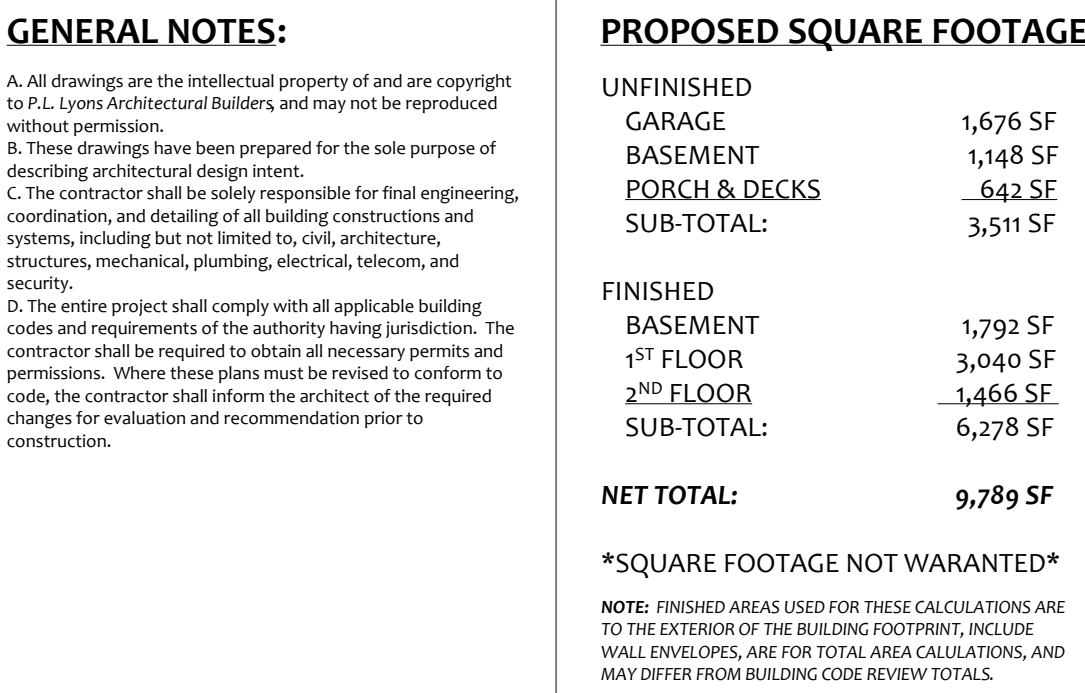 GENERAL NOTES:
A. All drawings are the intellectual property of and are copyright
to P.L. Lyons Architectural Builders, and may not be reproduced
without permission.
B. These drawings have been prepared for the sole purpose of
describing architectural design intent.
C. The contractor shall be solely responsible for final engineering,
coordination, and detailing of all building constructions and
systems, including but not limited to, civil, architecture,
structures, mechanical, plumbing, electrical, telecom, and
security.
D. The entire project shall comply with all applicable building
codes and requirements of the authority having jurisdiction.  The
contractor shall be required to obtain all necessary permits and
permissions.  Where these plans must be revised to conform to
code, the contractor shall inform the architect of the required
changes for evaluation and recommendation prior to
construction.
PROPOSED SQUARE FOOTAGE
UNFINISHED
GARAGE 1,676 SF
BASEMENT 1,148 SF
PORCH & DECKS 642 SF
SUB-TOTAL: 3,511 SF
FINISHED
BASEMENT 1,792 SF
1ST FLOOR 3,040 SF
2ND FLOOR 1,466 SF
SUB-TOTAL: 6,278 SF
NET TOTAL: 9,789 SF
*SQUARE FOOTAGE NOT WARANTED*
NOTE: FINISHED AREAS USED FOR THESE CALCULATIONS ARE
TO THE EXTERIOR OF THE BUILDING FOOTPRINT, INCLUDE
WALL ENVELOPES, ARE FOR TOTAL AREA CALULATIONS, AND
MAY DIFFER FROM BUILDING CODE REVIEW TOTALS.